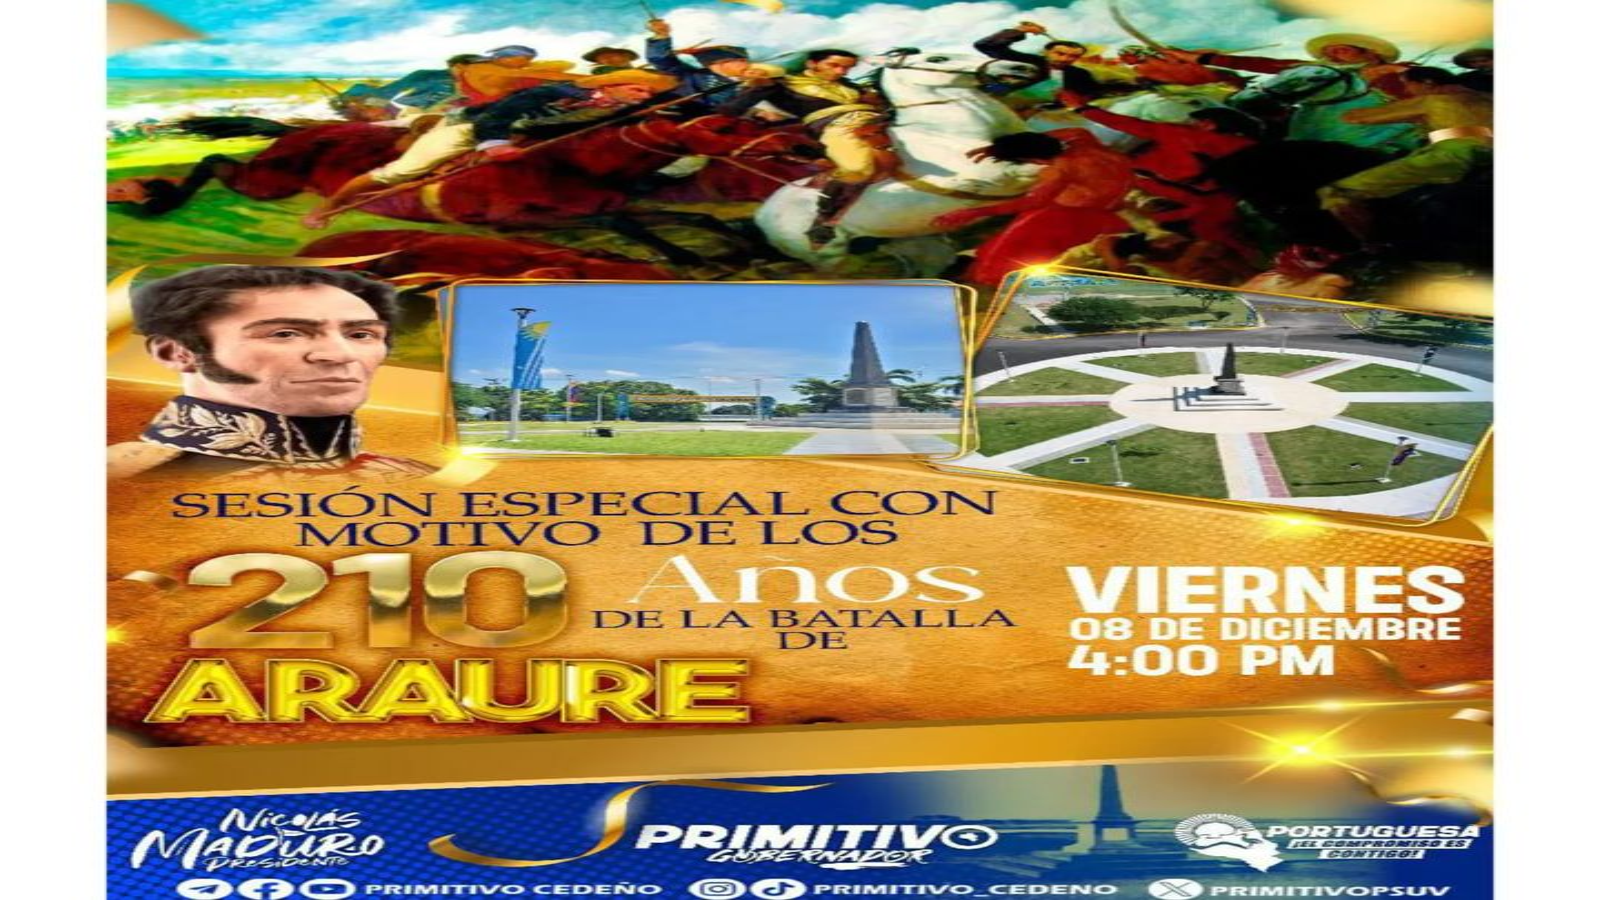 SESIÓN ESPECIAL CON
MOTIVO DE LOS
210 Años
DE LA BATALLA
DE
ARAURE
VIERNES
08 DE DICIEMBRE
4:00 PM
Nicolás
MADURO
PRESIDENTE
PRIMITIVO
GOBERNADOR
PORTUGUESA
¡EL COMPROMISO ES
CONTIGO!
PRIMITIVO CEDEÑO
PRIMITIVO_CEDENO
PRIMITIVOPSUV